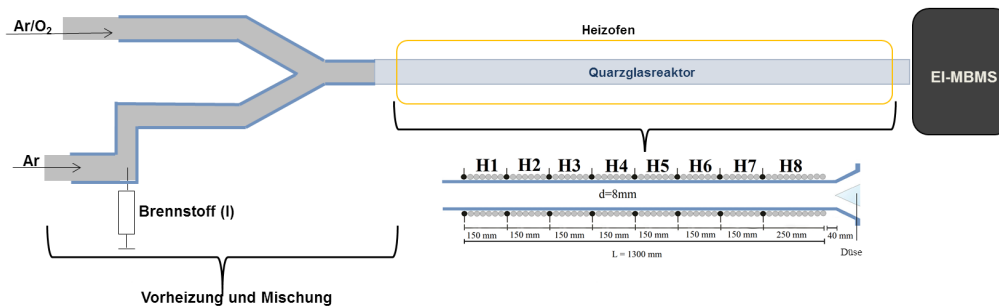 Ar/O₂
Heizofen
Quarzglasreaktor
EI-MBMS
Ar
Brennstoff (l)
Vorheizung und Mischung
H1 H2 H3 H4 H5 H6 H7 H8
d=8mm
150 mm 150 mm 150 mm 150 mm 150 mm 150 mm 150 mm 250 mm 40 mm
L = 1300 mm
Düse